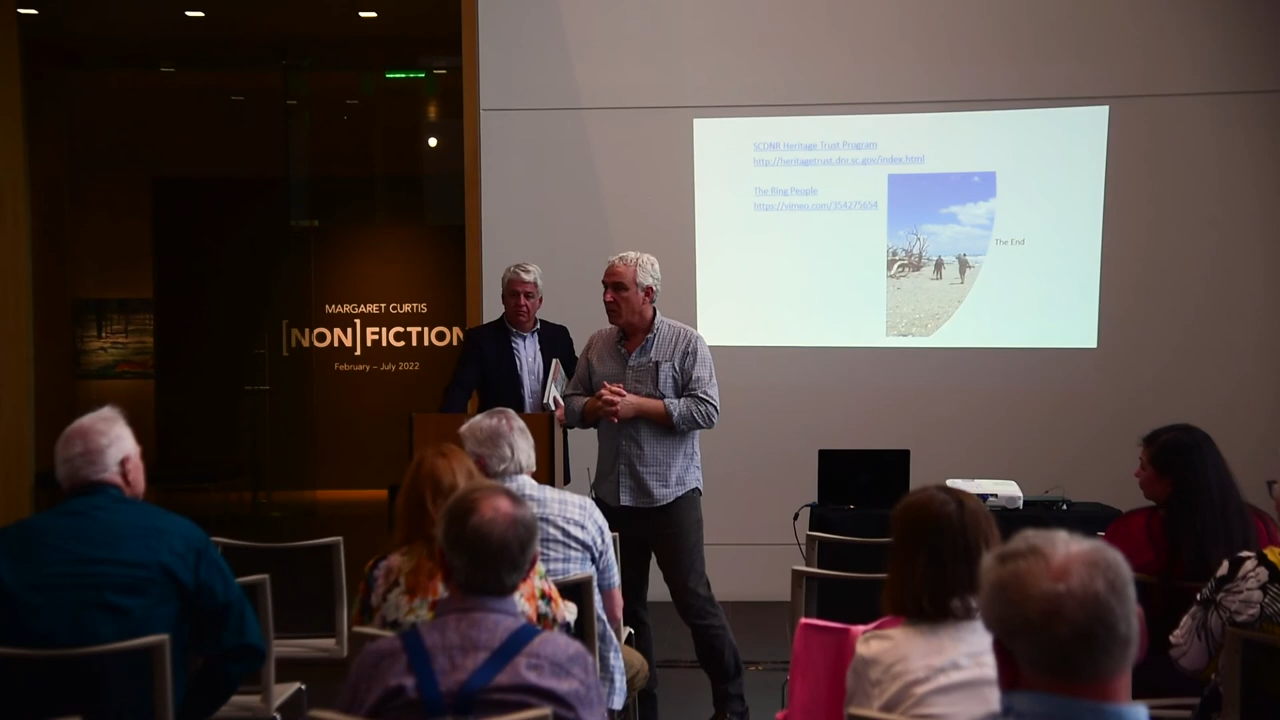 MARGARET CURTIS
[NON]FICTION
February – July 2022
SCDNR Heritage Trust Program
http://heritagetrust.dnr.sc.gov/index.html
The Ring People
https://vimeo.com/354275654
The End